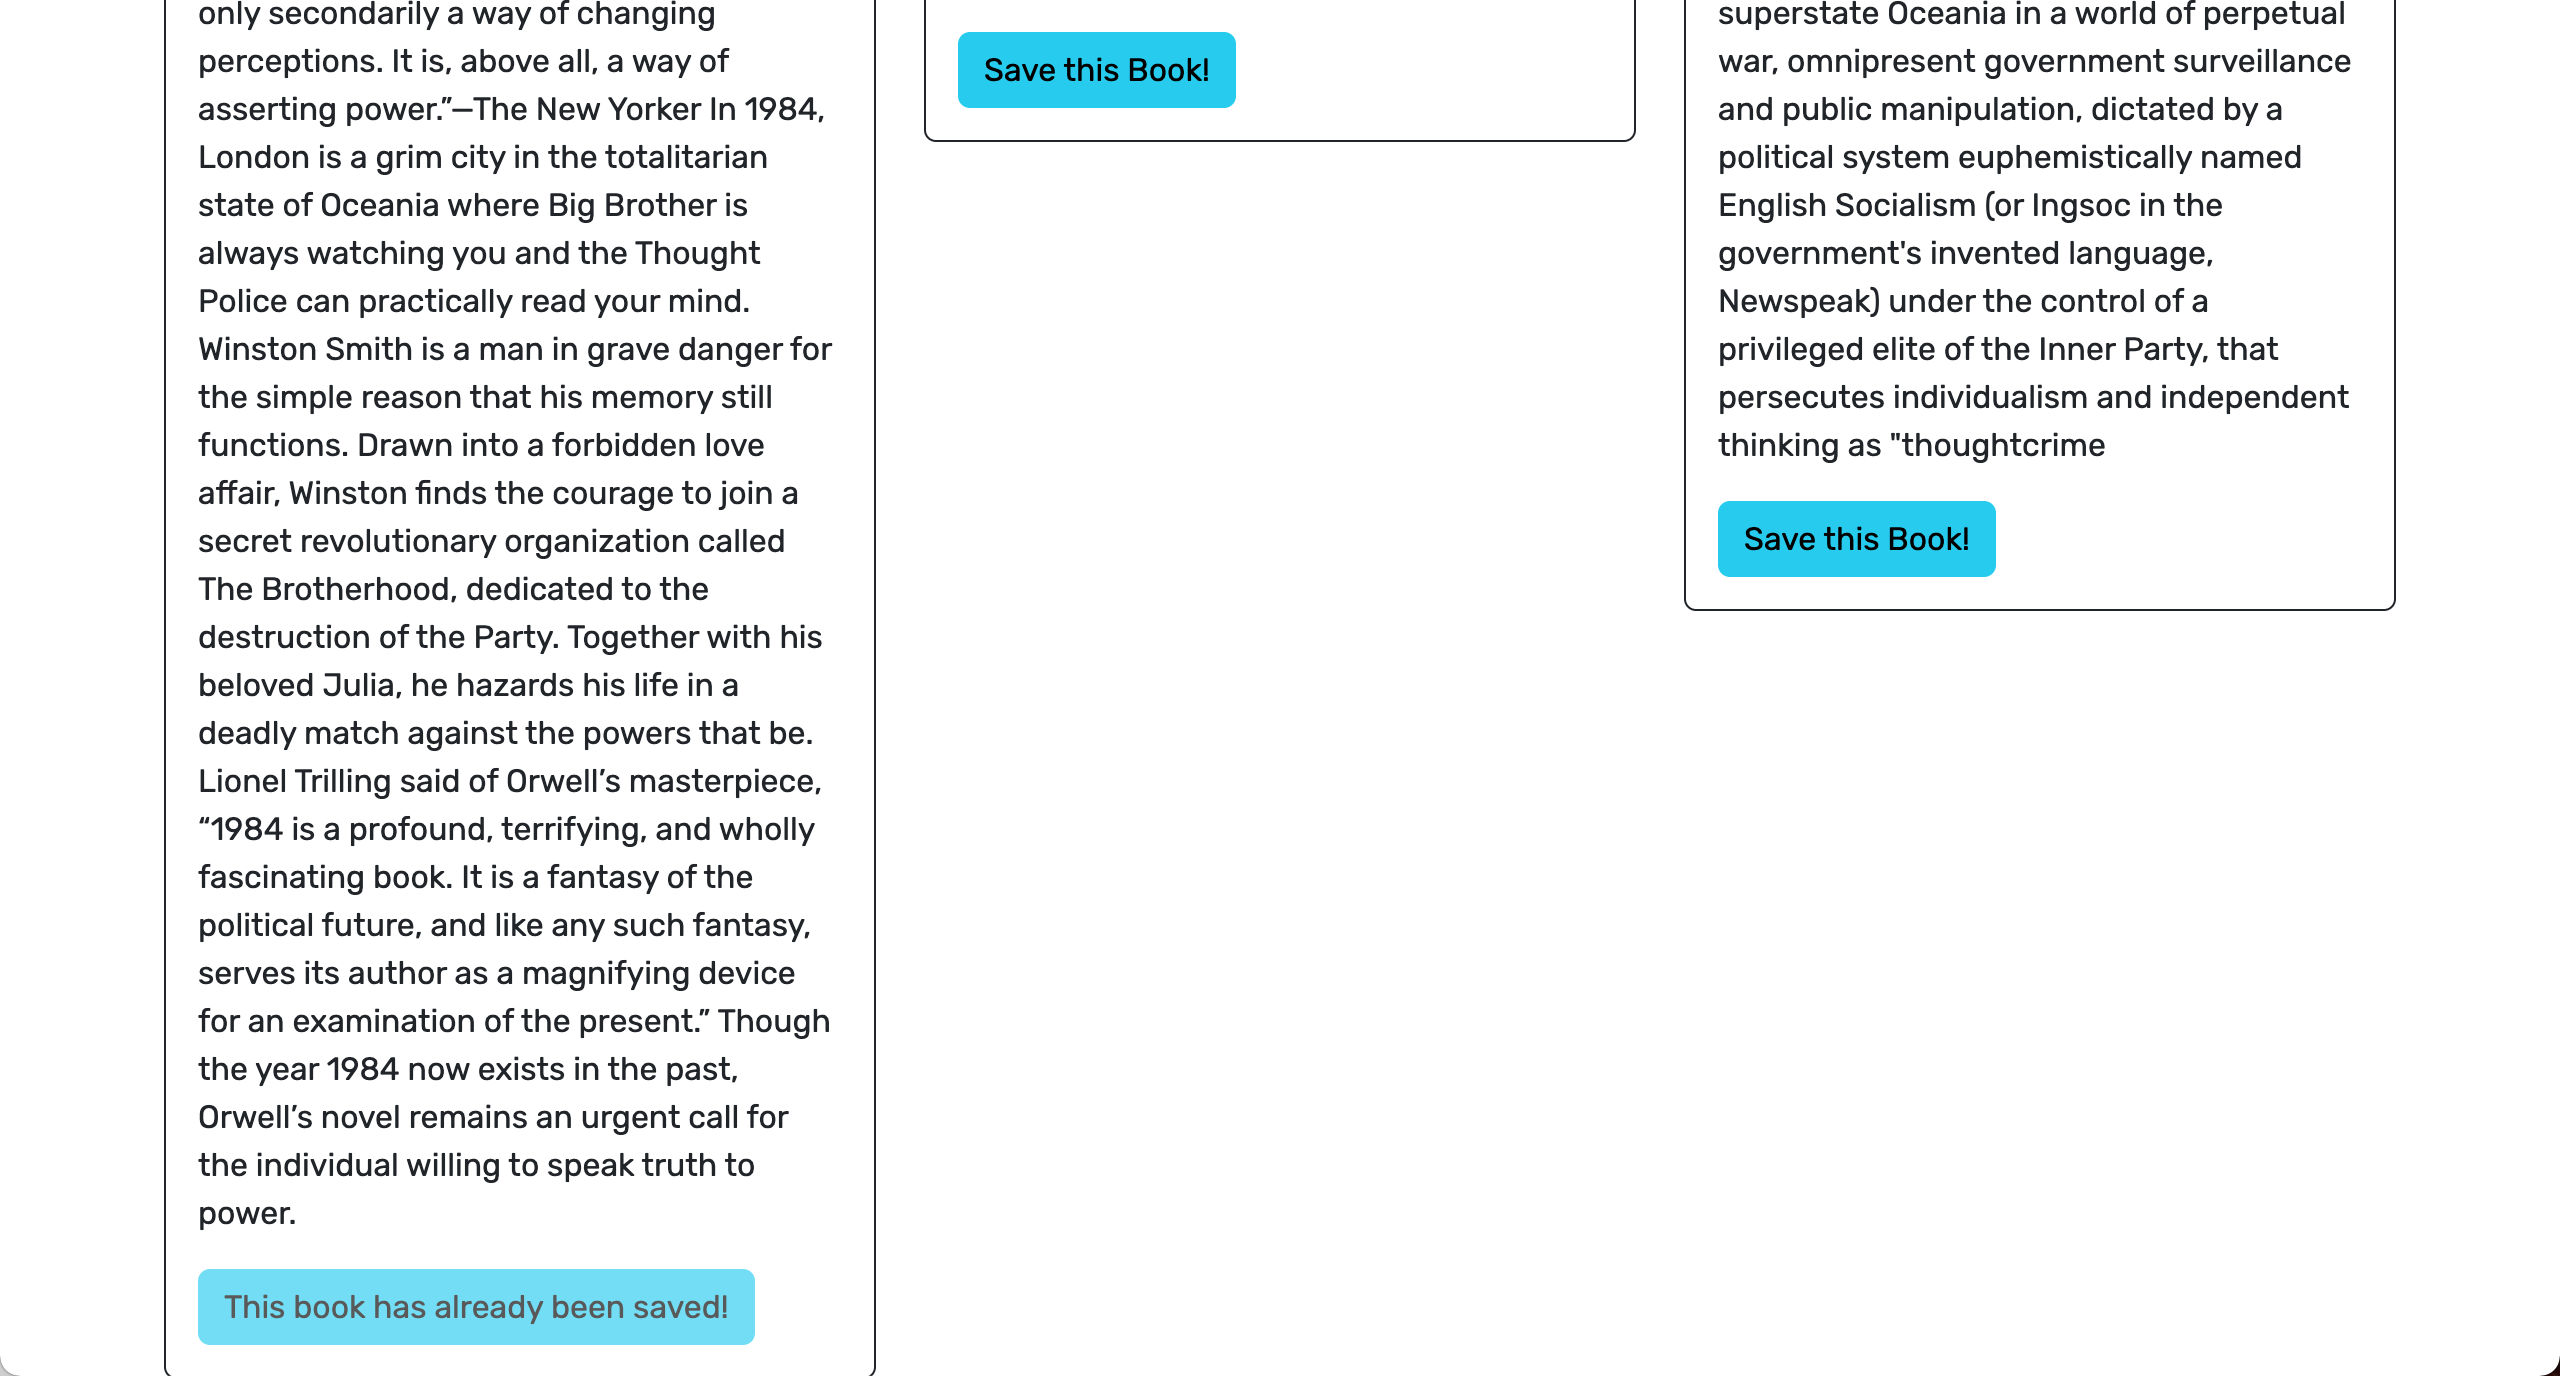 only secondarily a way of changing
perceptions. It is, above all, a way of
asserting power.”—The New Yorker In 1984,
London is a grim city in the totalitarian
state of Oceania where Big Brother is
always watching you and the Thought
Police can practically read your mind.
Winston Smith is a man in grave danger for
the simple reason that his memory still
functions. Drawn into a forbidden love
affair, Winston finds the courage to join a
secret revolutionary organization called
The Brotherhood, dedicated to the
destruction of the Party. Together with his
beloved Julia, he hazards his life in a
deadly match against the powers that be.
Lionel Trilling said of Orwell’s masterpiece,
“1984 is a profound, terrifying, and wholly
fascinating book. It is a fantasy of the
political future, and like any such fantasy,
serves its author as a magnifying device
for an examination of the present.” Though
the year 1984 now exists in the past,
Orwell’s novel remains an urgent call for
the individual willing to speak truth to
power.
This book has already been saved!
Save this Book!
superstate Oceania in a world of perpetual
war, omnipresent government surveillance
and public manipulation, dictated by a
political system euphemistically named
English Socialism (or Ingsoc in the
government's invented language,
Newspeak) under the control of a
privileged elite of the Inner Party, that
persecutes individualism and independent
thinking as "thoughtcrime
Save this Book!